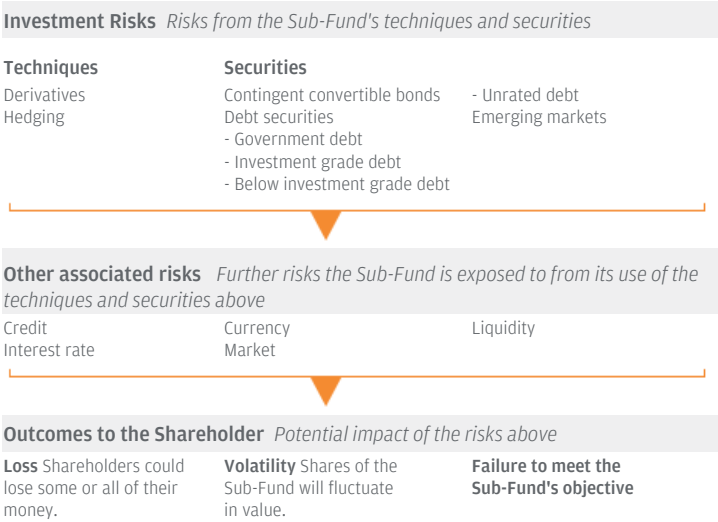 Investment Risks Risks from the Sub-Fund's techniques and securities
Techniques
Derivatives
Hedging
Securities
Contingent convertible bonds
Debt securities
- Government debt
- Investment grade debt
- Below investment grade debt
- Unrated debt
Emerging markets
Other associated risks Further risks the Sub-Fund is exposed to from its use of the
techniques and securities above
Credit
Interest rate
Currency
Market
Liquidity
Outcomes to the Shareholder Potential impact of the risks above
Loss Shareholders could
lose some or all of their
money.
Volatility Shares of the
Sub-Fund will fluctuate
in value.
Failure to meet the
Sub-Fund's objective